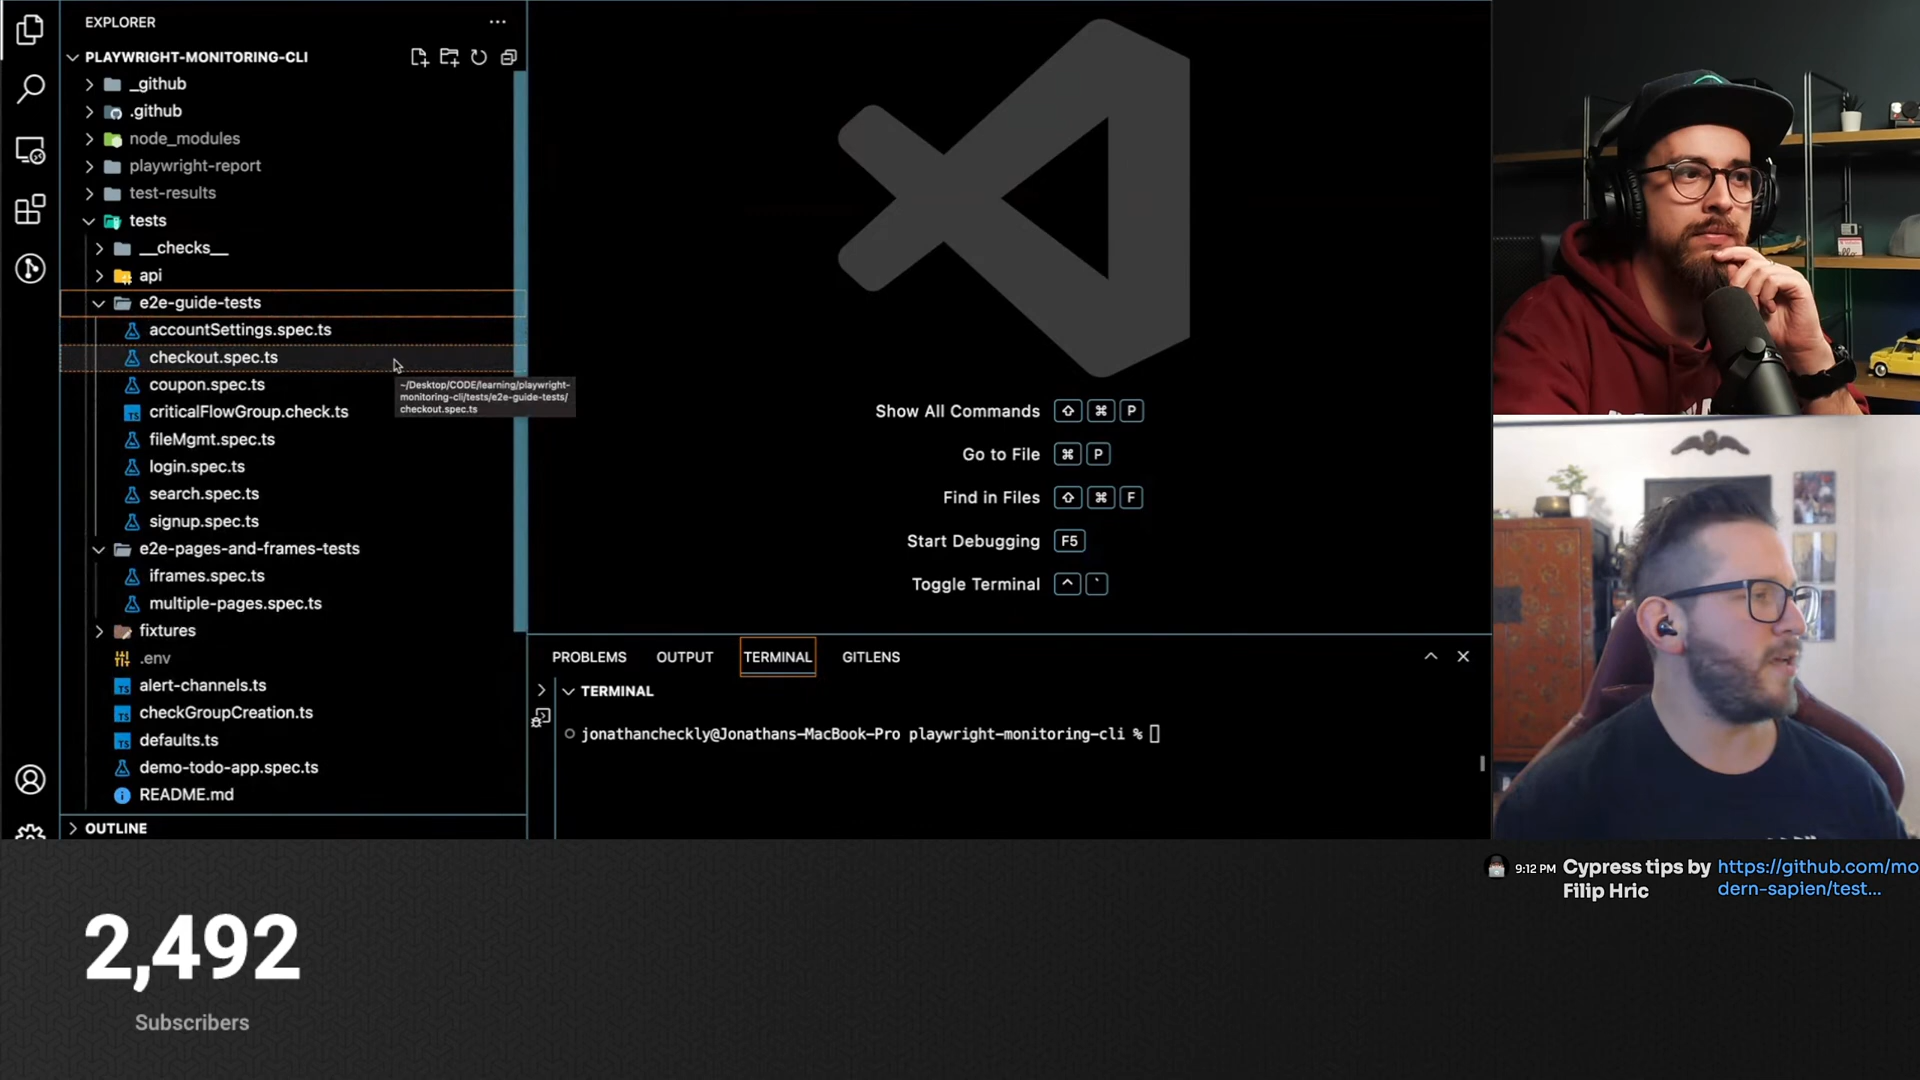 EXPLORER
PLAYWRIGHT-MONITORING-CLI
_github
.github
node_modules
playwright-report
test-results
tests
__checks__
api
e2e-guide-tests
accountSettings.spec.ts
checkout.spec.ts
coupon.spec.ts
criticalFlowGroup.check.ts
fileMgmt.spec.ts
login.spec.ts
search.spec.ts
signup.spec.ts
e2e-pages-and-frames-tests
iframes.spec.ts
multiple-pages.spec.ts
fixtures
.env
alert-channels.ts
checkGroupCreation.ts
defaults.ts
demo-todo-app.spec.ts
README.md
OUTLINE
~/Desktop/CODE/learning/playwright-
monitoring-cli/tests/e2e-guide-tests/
checkout.spec.ts
Show All Commands ⇧ ⌘ P
Go to File ⌘ P
Find in Files ⇧ ⌘ F
Start Debugging F5
Toggle Terminal ^ `
PROBLEMS OUTPUT TERMINAL GITLENS
TERMINAL
jonathancheckly@Jonathans-MacBook-Pro playwright-monitoring-cli %
9:12 PM Cypress tips by https://github.com/mo
Filip Hric dern-sapien/test...
2,492
Subscribers